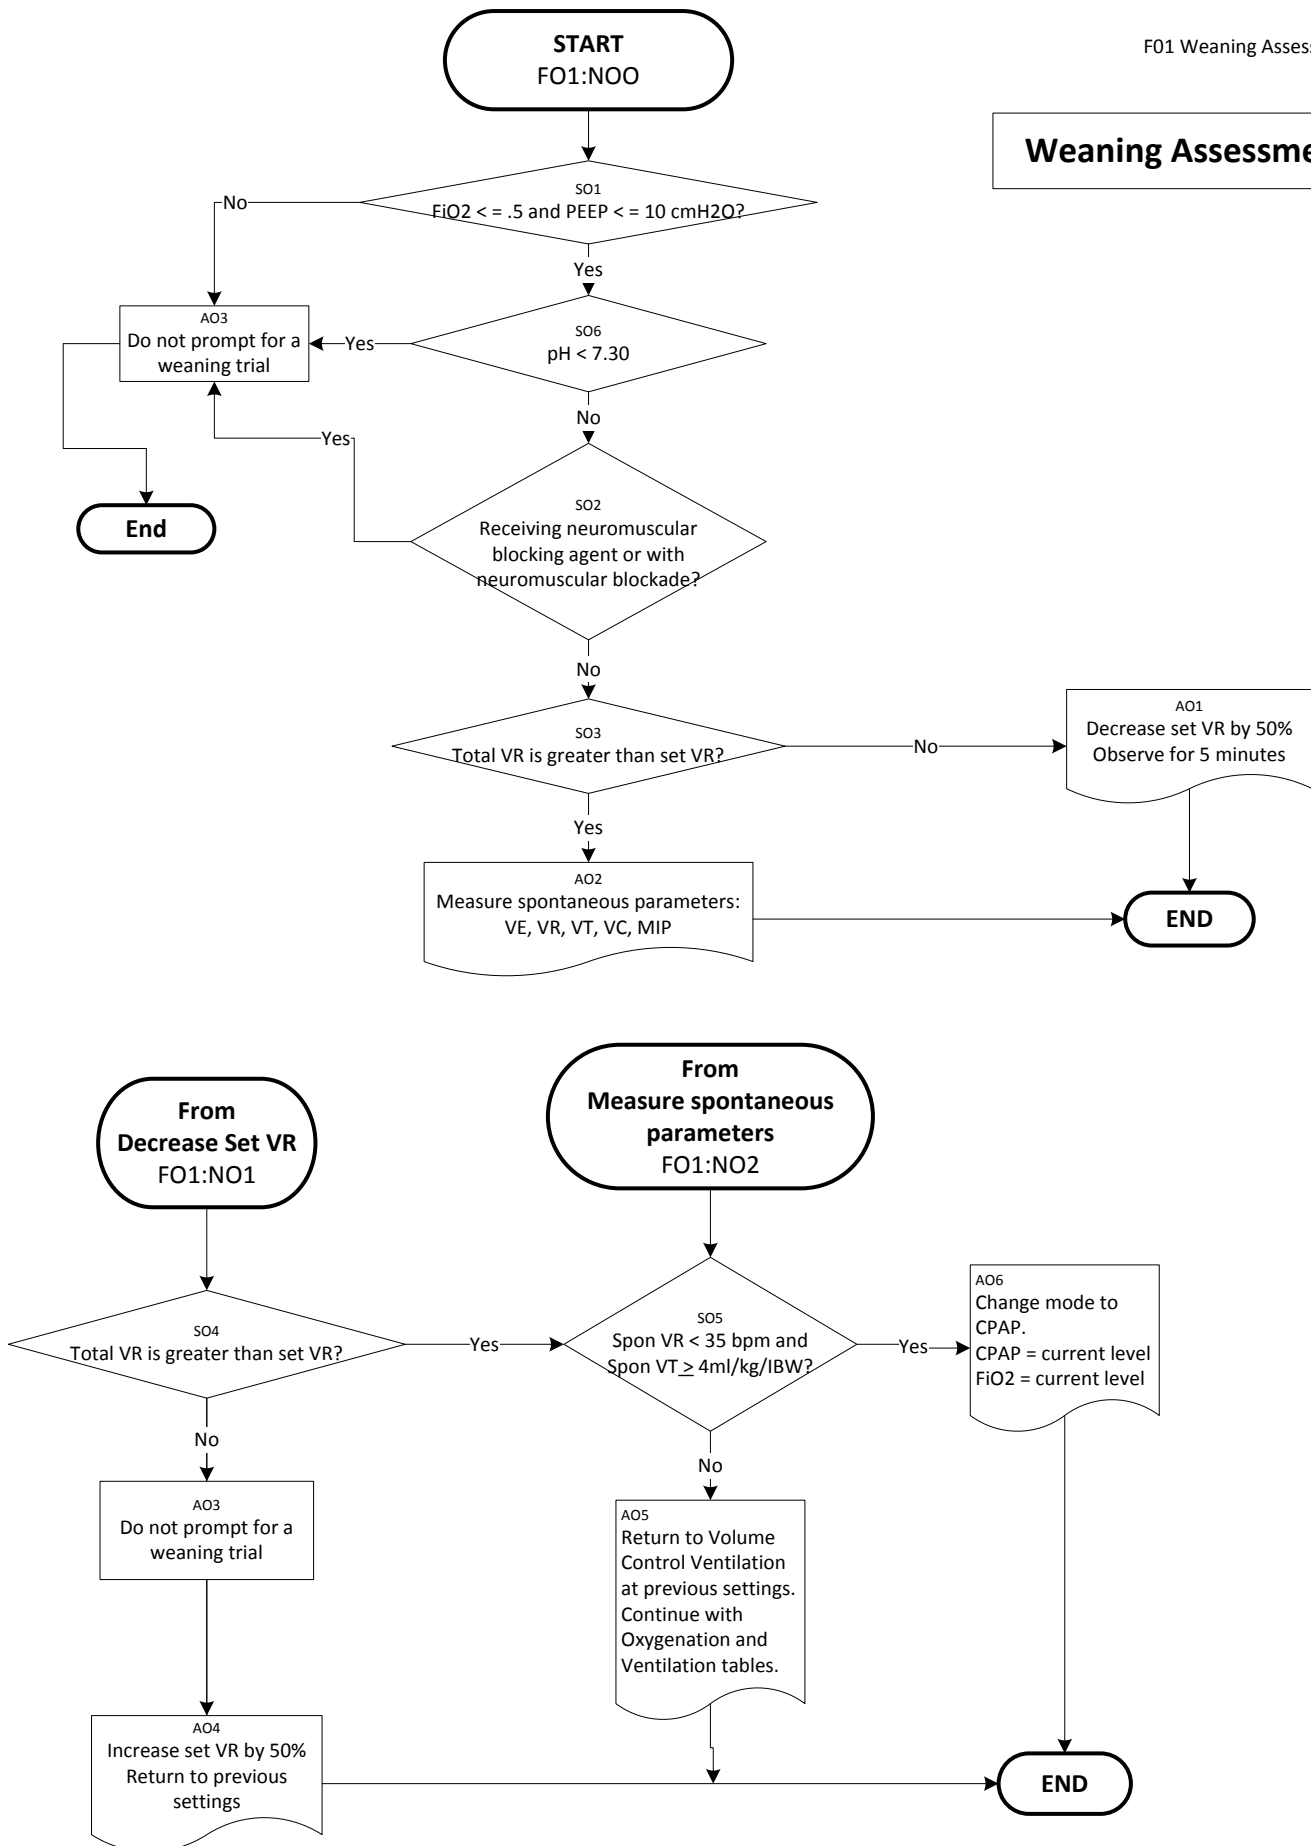 START
FO1:NOO
F01 Weaning Assess
Weaning Assessme
SO1
FiO2 < = .5 and PEEP < = 10 cmH2O?
No
Yes
AO3
Do not prompt for a
weaning trial
Yes
SO6
pH < 7.30
No
Yes
End
SO2
Receiving neuromuscular
blocking agent or with
neuromuscular blockade?
No
SO3
Total VR is greater than set VR?
No
AO1
Decrease set VR by 50%
Observe for 5 minutes
Yes
AO2
Measure spontaneous parameters:
VE, VR, VT, VC, MIP
END
From
Decrease Set VR
FO1:NO1
From
Measure spontaneous
parameters
FO1:NO2
SO4
Total VR is greater than set VR?
Yes
SO5
Spon VR < 35 bpm and
Spon VT ≥ 4ml/kg/IBW?
Yes
AO6
Change mode to
CPAP.
CPAP = current level
FiO2 = current level
No
AO3
Do not prompt for a
weaning trial
No
AO5
Return to Volume
Control Ventilation
at previous settings.
Continue with
Oxygenation and
Ventilation tables.
AO4
Increase set VR by 50%
Return to previous
settings
END